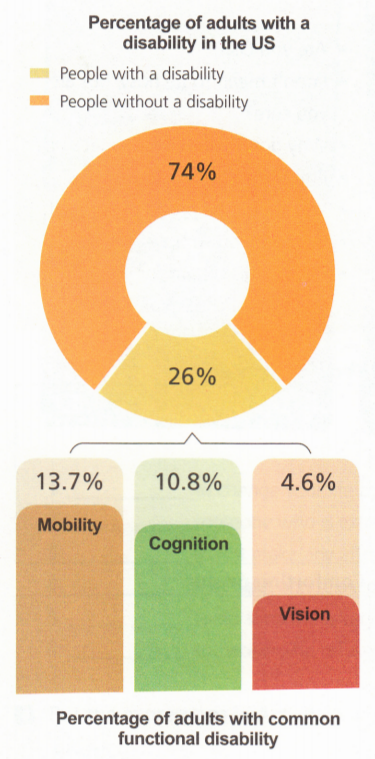 Percentage of adults with a
disability in the US
People with a disability
People without a disability
74%
26%
13.7%
10.8%
4.6%
Mobility
Cognition
Vision
Percentage of adults with common
functional disability